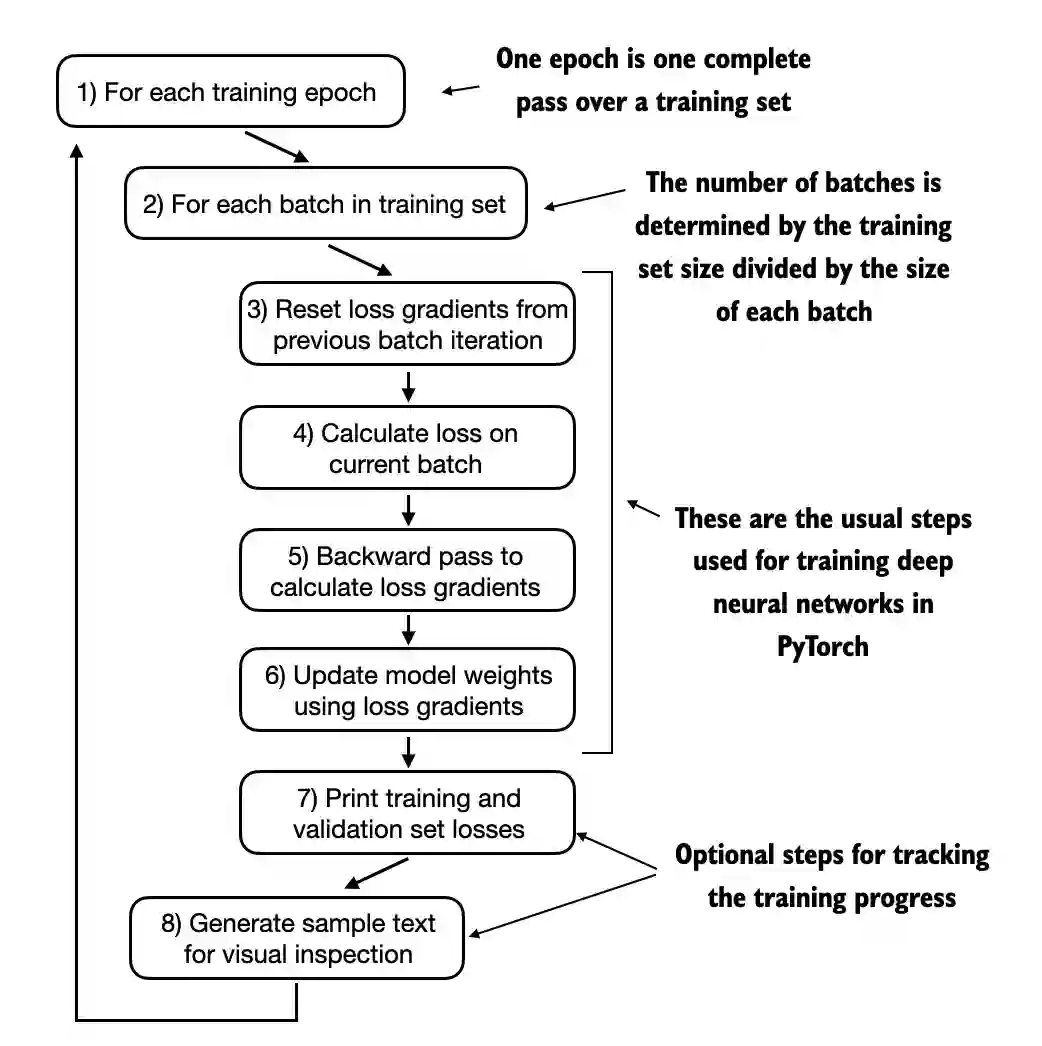 1) For each training epoch
One epoch is one complete
pass over a training set
2) For each batch in training set
The number of batches is
determined by the training
set size divided by the size
of each batch
3) Reset loss gradients from
previous batch iteration
4) Calculate loss on
current batch
5) Backward pass to
calculate loss gradients
These are the usual steps
used for training deep
neural networks in
PyTorch
6) Update model weights
using loss gradients
7) Print training and
validation set losses
Optional steps for tracking
the training progress
8) Generate sample text
for visual inspection